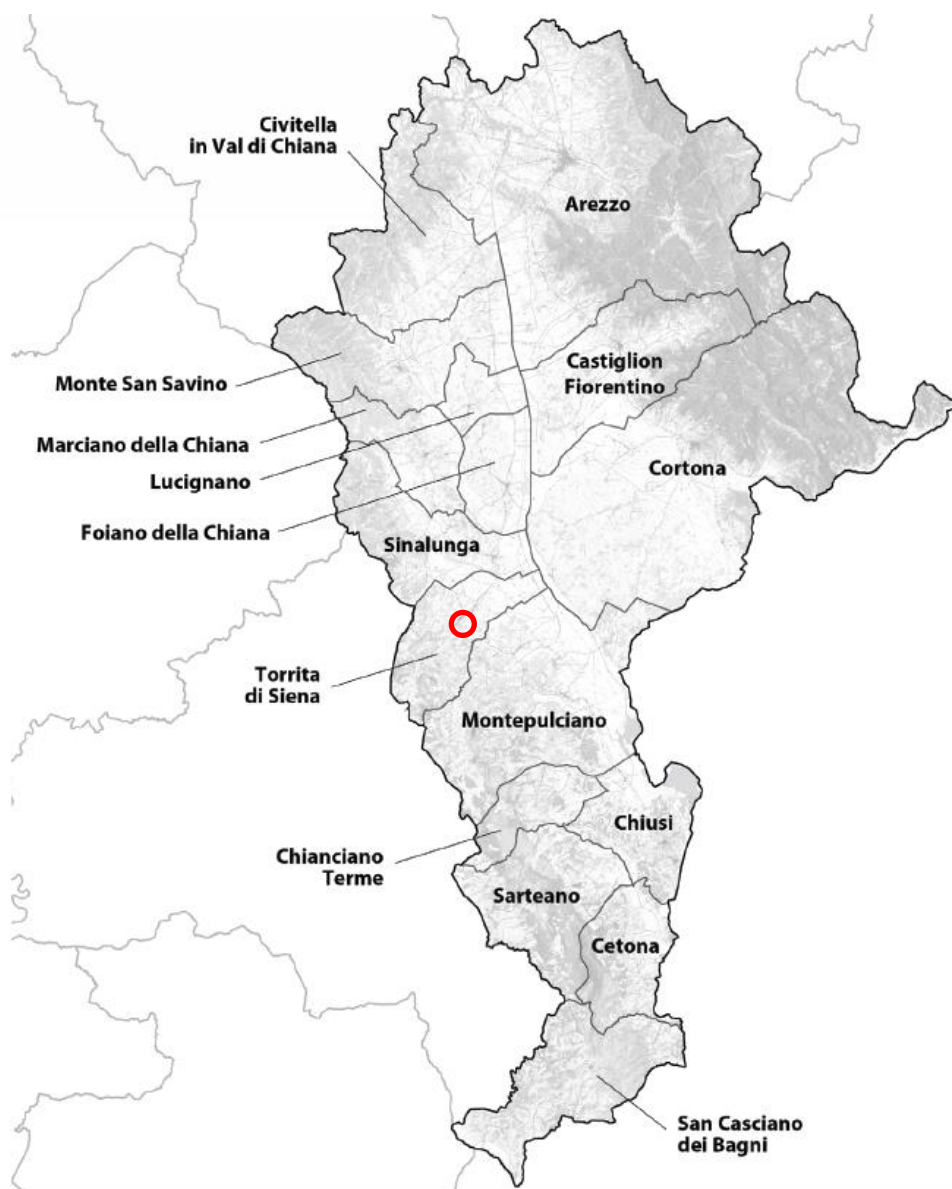 Civitella
in Val di Chiana
Arezzo
Castiglion
Fiorentino
Monte San Savino
Marciano della Chiana
Lucignano
Cortona
Foiano della Chiana
Sinalunga
Torrita
di Siena
Montepulciano
Chiusi
Chianciano
Terme
Sarteano
Cetona
San Casciano
dei Bagni